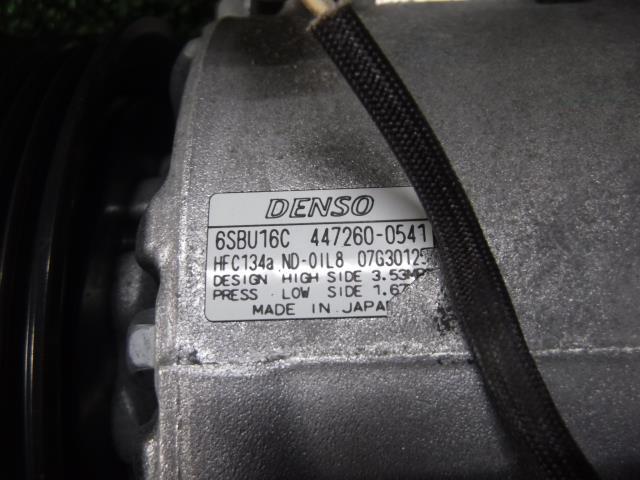 DENSO
6SBU16C 447260-0541
HFC134a ND-OIL8 07G3012
DESIGN HIGH SIDE 3.53MP
PRESS LOW SIDE 1.67
MADE IN JAPAN